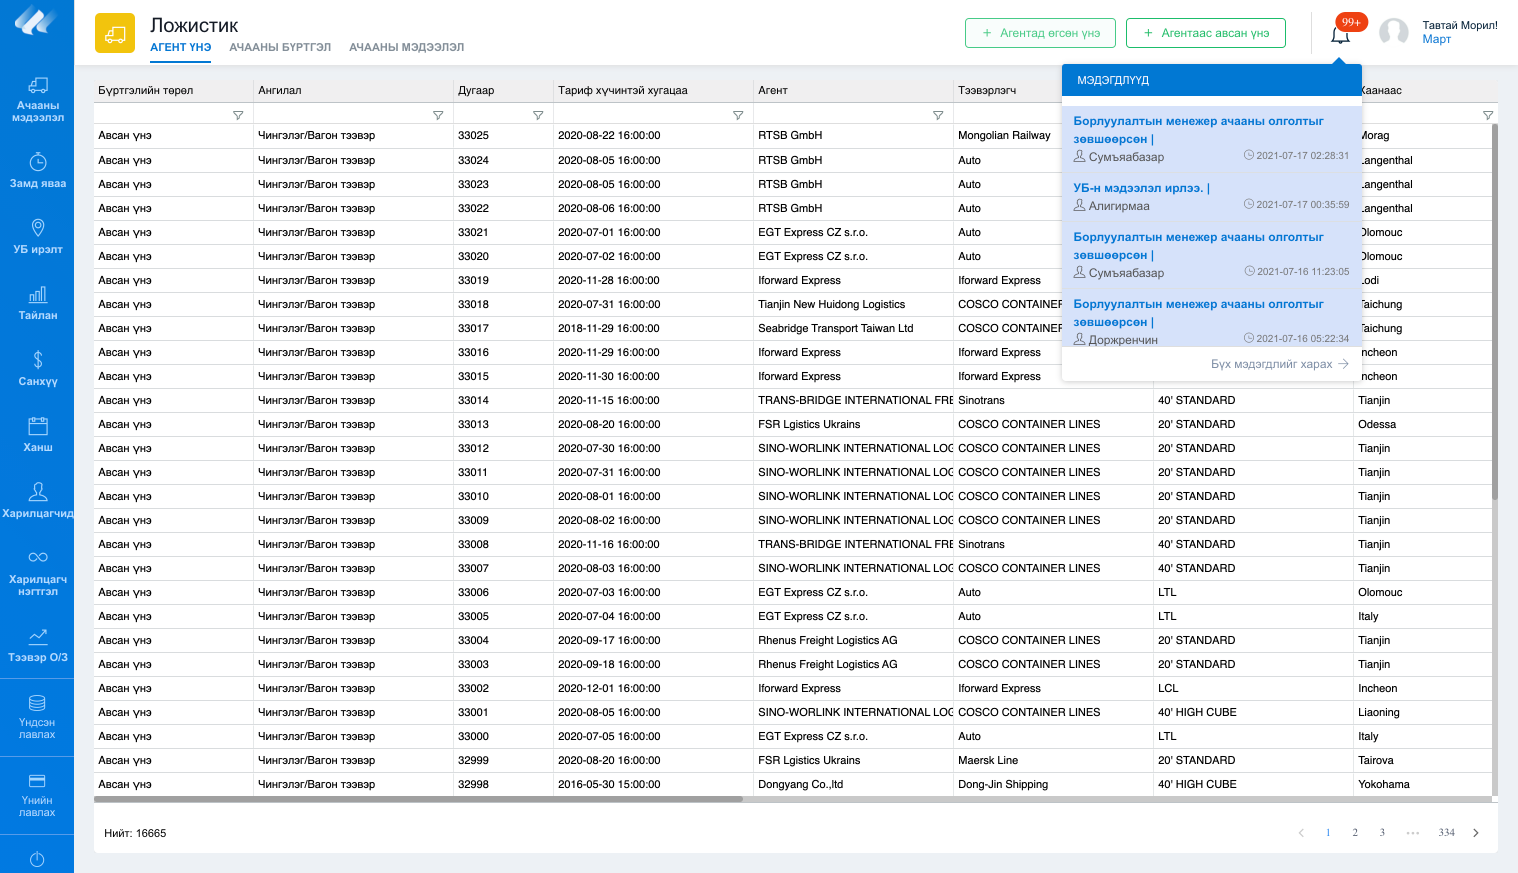 Ложистик
АГЕНТ ҮНЭ АЧААНЫ БҮРТГЭЛ АЧААНЫ МЭДЭЭЛЭЛ
+ Агентад өгсөн үнэ + Агентаас авсан үнэ
99+
Тавтай Морил!
Март
Ачааны
мэдээлэл
Замд яваа
УБ ирэлт
Тайлан
Санхүү
Ханш
Харилцагчид
Харилцагч
нэгтгэл
Тээвэр О/З
Үндсэн
лавлах
Үнийн
лавлах
МЭДЭГДЛҮҮД
Борлуулалтын менежер ачааны олголтыг
зөвшөөрсөн |
Сумъяабазар 2021-07-17 02:28:31
УБ-н мэдээлэл ирлээ. |
Алигирмаа 2021-07-17 00:35:59
Борлуулалтын менежер ачааны олголтыг
зөвшөөрсөн |
Сумъяабазар 2021-07-16 11:23:05
Борлуулалтын менежер ачааны олголтыг
зөвшөөрсөн |
Доржренчин 2021-07-16 05:22:34
Бүх мэдэгдлийг харах
Бүртгэлийн төрөл Ангилал Дугаар Тариф хүчинтэй хугацаа Агент Тээвэрлэгч Хаанаас
Авсан үнэ Чингэлэг/Вагон тээвэр 33025 2020-08-22 16:00:00 RTSB GmbH Mongolian Railway Morag
Авсан үнэ Чингэлэг/Вагон тээвэр 33024 2020-08-05 16:00:00 RTSB GmbH Auto Langenthal
Авсан үнэ Чингэлэг/Вагон тээвэр 33023 2020-08-05 16:00:00 RTSB GmbH Auto Langenthal
Авсан үнэ Чингэлэг/Вагон тээвэр 33022 2020-08-06 16:00:00 RTSB GmbH Auto Langenthal
Авсан үнэ Чингэлэг/Вагон тээвэр 33021 2020-07-01 16:00:00 EGT Express CZ s.r.o. Auto Olomouc
Авсан үнэ Чингэлэг/Вагон тээвэр 33020 2020-07-02 16:00:00 EGT Express CZ s.r.o. Auto Olomouc
Авсан үнэ Чингэлэг/Вагон тээвэр 33019 2020-11-28 16:00:00 Iforward Express Iforward Express Lodi
Авсан үнэ Чингэлэг/Вагон тээвэр 33018 2020-07-31 16:00:00 Tianjin New Huidong Logistics COSCO CONTAINER Taichung
Авсан үнэ Чингэлэг/Вагон тээвэр 33017 2018-11-29 16:00:00 Seabridge Transport Taiwan Ltd COSCO CONTAINER Taichung
Авсан үнэ Чингэлэг/Вагон тээвэр 33016 2020-11-29 16:00:00 Iforward Express Iforward Express Incheon
Авсан үнэ Чингэлэг/Вагон тээвэр 33015 2020-11-30 16:00:00 Iforward Express Iforward Express Incheon
Авсан үнэ Чингэлэг/Вагон тээвэр 33014 2020-11-15 16:00:00 TRANS-BRIDGE INTERNATIONAL FRE Sinotrans 40' STANDARD Tianjin
Авсан үнэ Чингэлэг/Вагон тээвэр 33013 2020-08-20 16:00:00 FSR Lgistics Ukrains COSCO CONTAINER LINES 20' STANDARD Odessa
Авсан үнэ Чингэлэг/Вагон тээвэр 33012 2020-07-30 16:00:00 SINO-WORLINK INTERNATIONAL LOG COSCO CONTAINER LINES 20' STANDARD Tianjin
Авсан үнэ Чингэлэг/Вагон тээвэр 33011 2020-07-31 16:00:00 SINO-WORLINK INTERNATIONAL LOG COSCO CONTAINER LINES 20' STANDARD Tianjin
Авсан үнэ Чингэлэг/Вагон тээвэр 33010 2020-08-01 16:00:00 SINO-WORLINK INTERNATIONAL LOG COSCO CONTAINER LINES 20' STANDARD Tianjin
Авсан үнэ Чингэлэг/Вагон тээвэр 33009 2020-08-02 16:00:00 SINO-WORLINK INTERNATIONAL LOG COSCO CONTAINER LINES 20' STANDARD Tianjin
Авсан үнэ Чингэлэг/Вагон тээвэр 33008 2020-11-16 16:00:00 TRANS-BRIDGE INTERNATIONAL FRE Sinotrans 40' STANDARD Tianjin
Авсан үнэ Чингэлэг/Вагон тээвэр 33007 2020-08-03 16:00:00 SINO-WORLINK INTERNATIONAL LOG COSCO CONTAINER LINES 40' STANDARD Tianjin
Авсан үнэ Чингэлэг/Вагон тээвэр 33006 2020-07-03 16:00:00 EGT Express CZ s.r.o. Auto LTL Olomouc
Авсан үнэ Чингэлэг/Вагон тээвэр 33005 2020-07-04 16:00:00 EGT Express CZ s.r.o. Auto LTL Italy
Авсан үнэ Чингэлэг/Вагон тээвэр 33004 2020-09-17 16:00:00 Rhenus Freight Logistics AG COSCO CONTAINER LINES 20' STANDARD Tianjin
Авсан үнэ Чингэлэг/Вагон тээвэр 33003 2020-09-18 16:00:00 Rhenus Freight Logistics AG COSCO CONTAINER LINES 20' STANDARD Tianjin
Авсан үнэ Чингэлэг/Вагон тээвэр 33002 2020-12-01 16:00:00 Iforward Express Iforward Express LCL Incheon
Авсан үнэ Чингэлэг/Вагон тээвэр 33001 2020-08-05 16:00:00 SINO-WORLINK INTERNATIONAL LOG COSCO CONTAINER LINES 40' HIGH CUBE Liaoning
Авсан үнэ Чингэлэг/Вагон тээвэр 33000 2020-07-05 16:00:00 EGT Express CZ s.r.o. Auto LTL Italy
Авсан үнэ Чингэлэг/Вагон тээвэр 32999 2020-08-20 16:00:00 FSR Lgistics Ukrains Maersk Line 20' STANDARD Tairova
Авсан үнэ Чингэлэг/Вагон тээвэр 32998 2016-05-30 15:00:00 Dongyang Co.,ltd Dong-Jin Shipping 40' HIGH CUBE Yokohama
Нийт: 16665 1 2 3 ••• 334